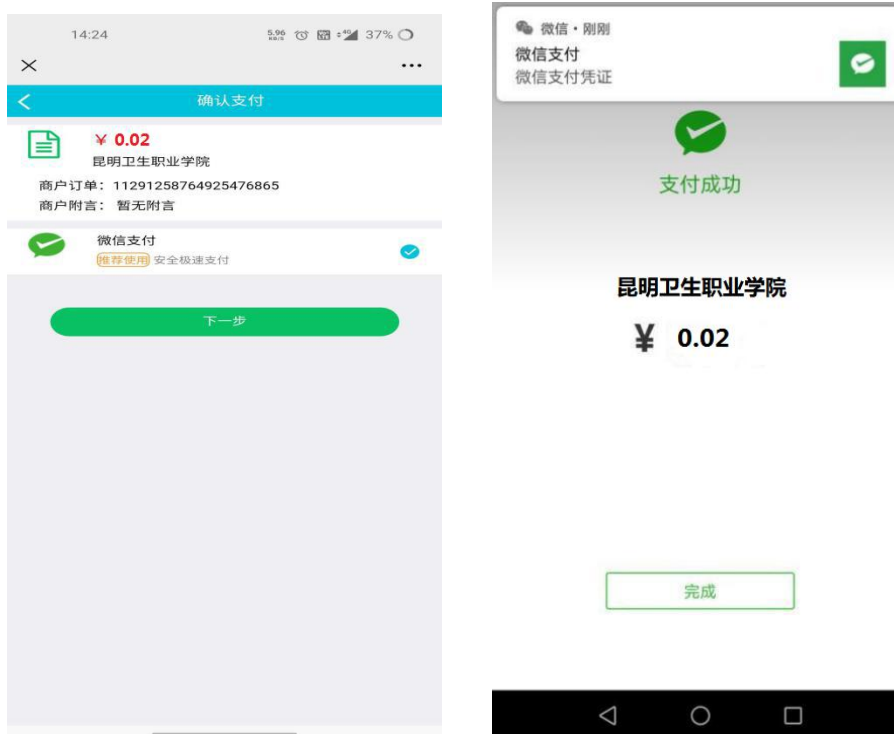 14:24
5.96
KB/S
4G
37%
确认支付
¥ 0.02
昆明卫生职业学院
商户订单：11291258764925476865
商户附言： 暂无附言
微信支付
推荐使用 安全极速支付
下一步
微信・刚刚
微信支付
微信支付凭证
支付成功
昆明卫生职业学院
¥ 0.02
完成